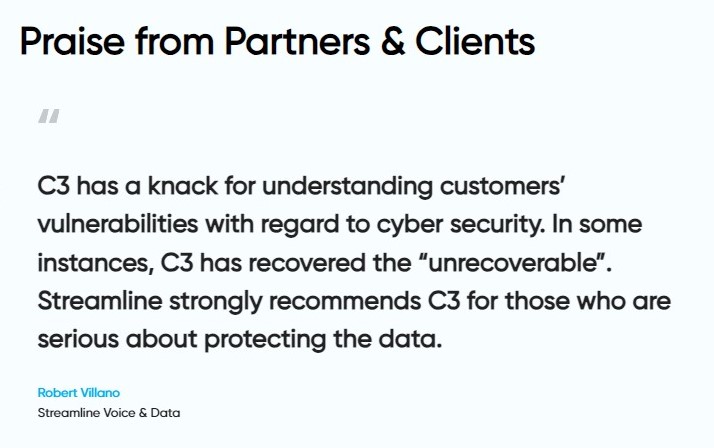 Praise from Partners & Clients
“
C3 has a knack for understanding customers’
vulnerabilities with regard to cyber security. In some
instances, C3 has recovered the “unrecoverable”.
Streamline strongly recommends C3 for those who are
serious about protecting the data.
Robert Villano
Streamline Voice & Data